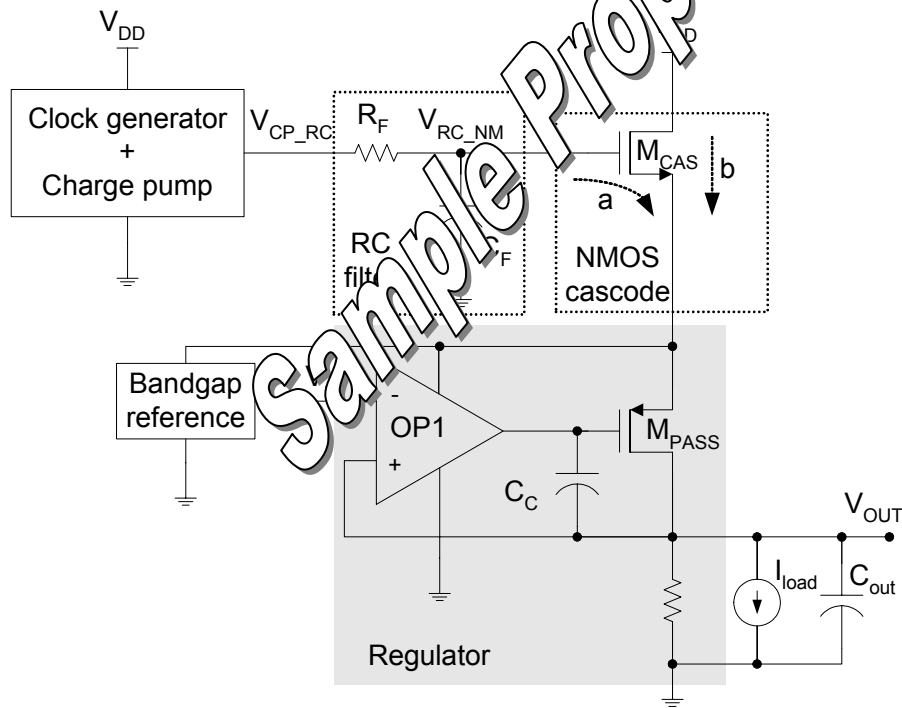 V_DD
Clock generator
+
Charge pump
V_CP_RC
R_F
V_RC_NM
RC
M_CAS
a
b
NMOS
cascode
Bandgap
reference
-
OP1
+
C_C
M_PASS
V_OUT
I_load
C_out
Regulator
Sample Prop